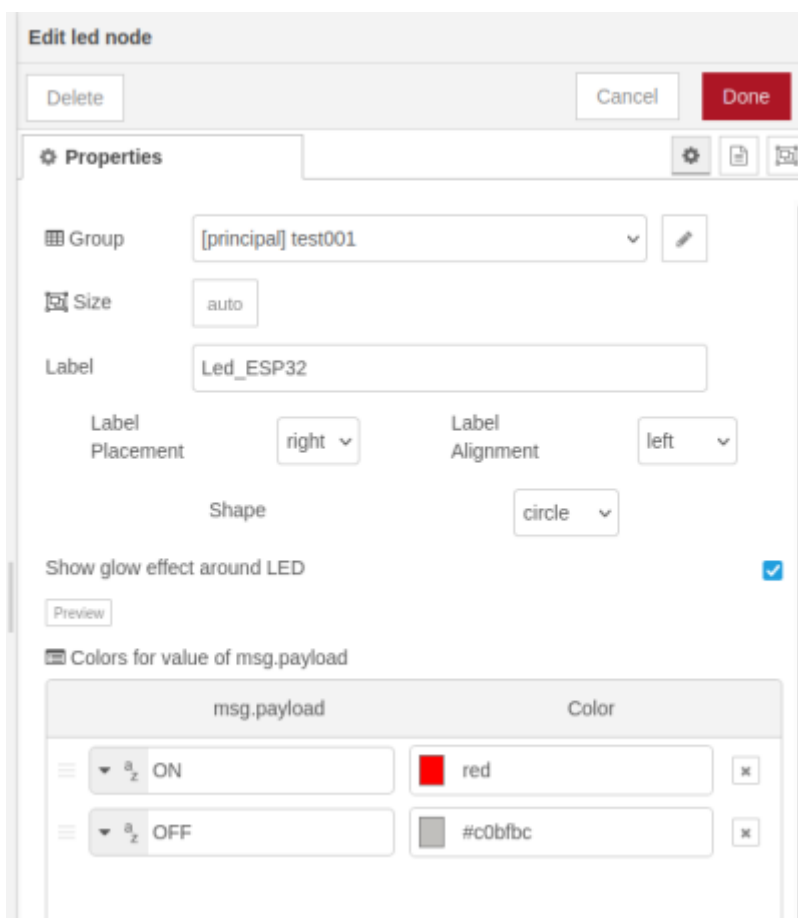 Edit led node
Delete Cancel Done
Properties
Group [principal] test001
Size auto
Label Led_ESP32
Label Placement right Label Alignment left
Shape circle
Show glow effect around LED
Preview
Colors for value of msg.payload
msg.payload Color
az ON red
az OFF #c0bfbc